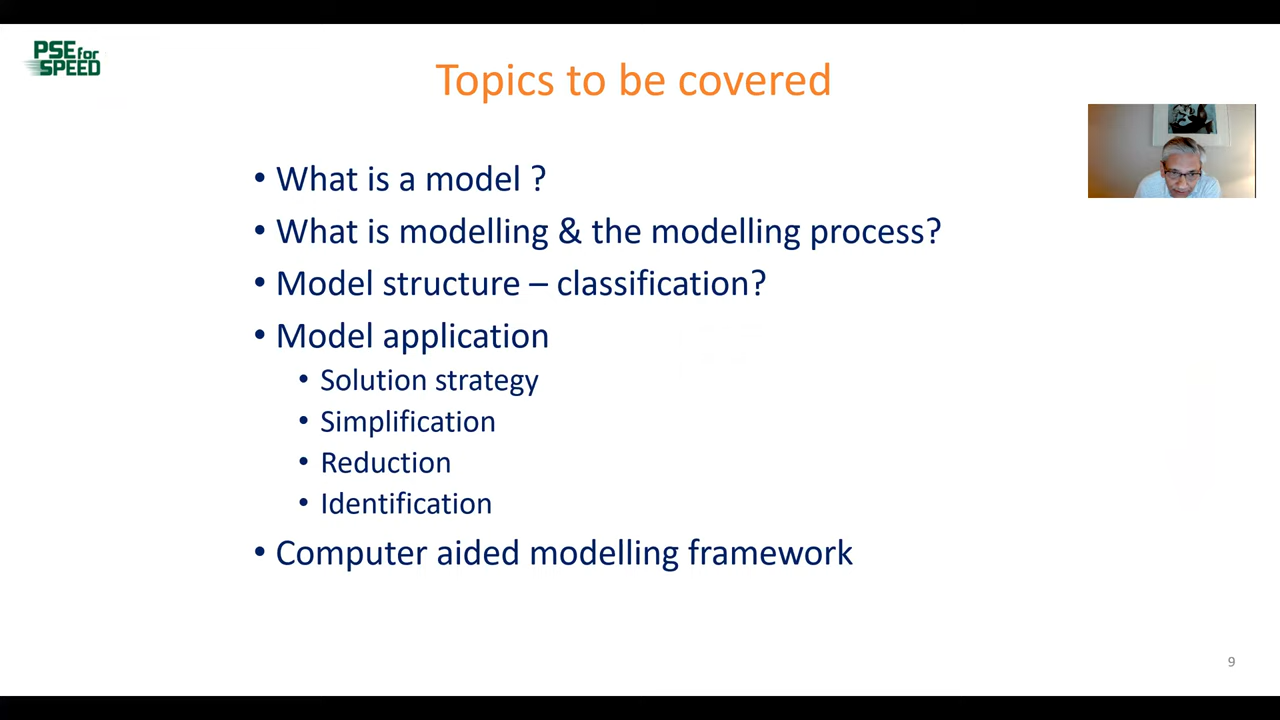 PSE for
SPEED
Topics to be covered
• What is a model ?
• What is modelling & the modelling process?
• Model structure – classification?
• Model application
• Solution strategy
• Simplification
• Reduction
• Identification
• Computer aided modelling framework
9